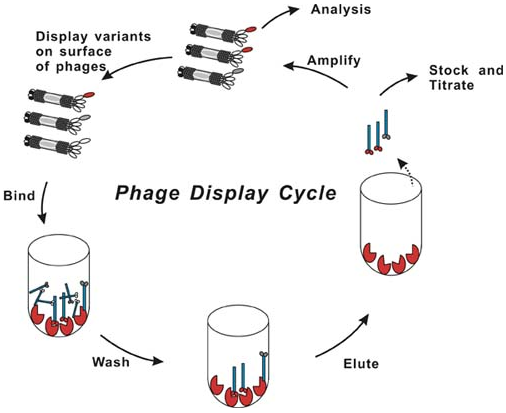 Analysis
Display variants
on surface
of phages
Amplify
Stock and
Titrate
Bind
Phage Display Cycle
Wash
Elute